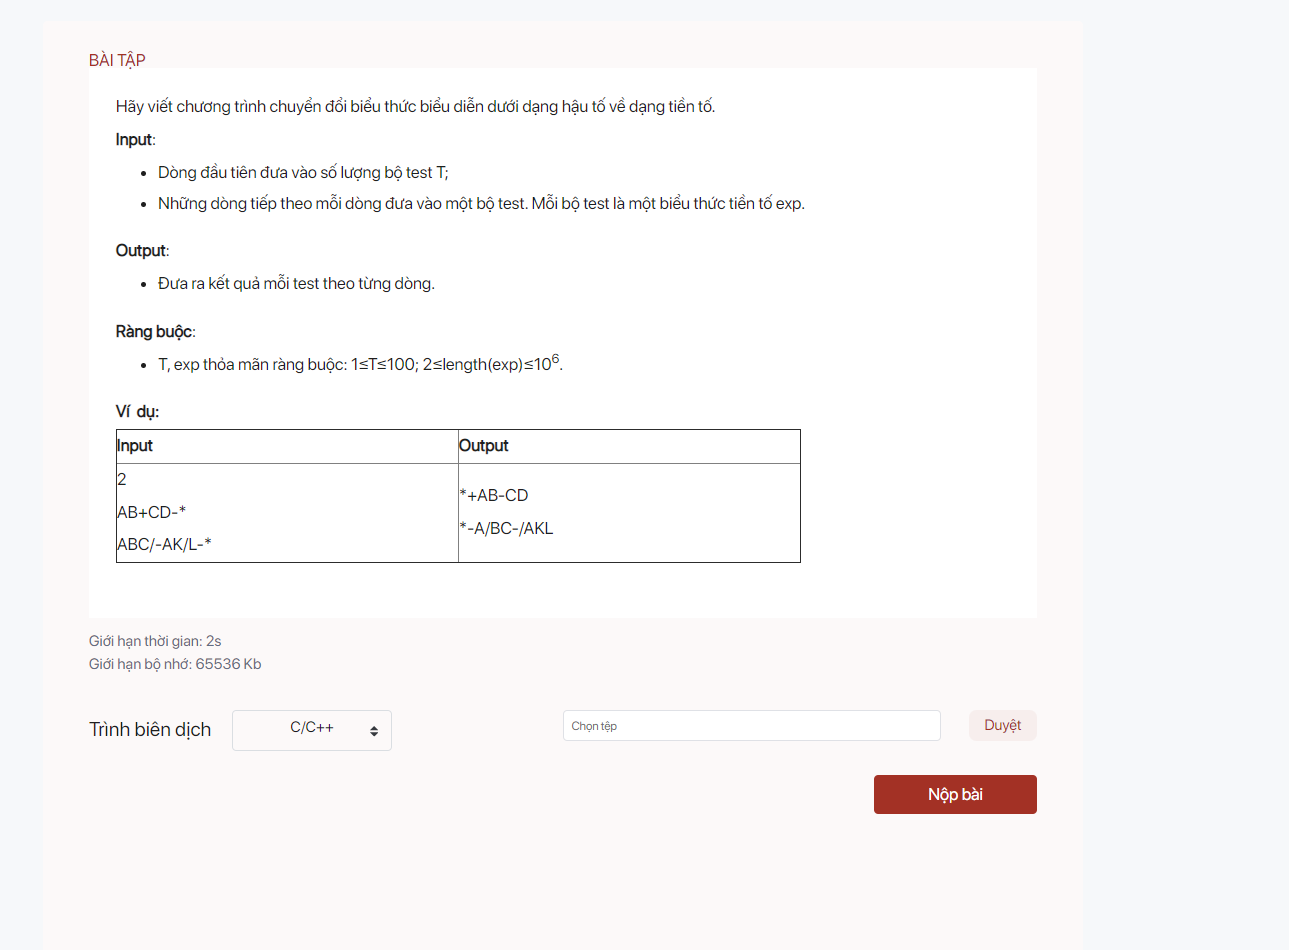 BÀI TẬP
Hãy viết chương trình chuyển đổi biểu thức biểu diễn dưới dạng hậu tố về dạng tiền tố.
Input:
• Dòng đầu tiên đưa vào số lượng bộ test T;
• Những dòng tiếp theo mỗi dòng đưa vào một bộ test. Mỗi bộ test là một biểu thức tiền tố exp.
Output:
• Đưa ra kết quả mỗi test theo từng dòng.
Ràng buộc:
• T, exp thỏa mãn ràng buộc: 1≤T≤100; 2≤length(exp)≤10⁶.
Ví dụ:
Input Output
2
AB+CD-*
ABC/-AK/L-*
*+AB-CD
*-A/BC-/AKL
Giới hạn thời gian: 2s
Giới hạn bộ nhớ: 65536 Kb
Trình biên dịch C/C++ Chọn tệp Duyệt
Nộp bài